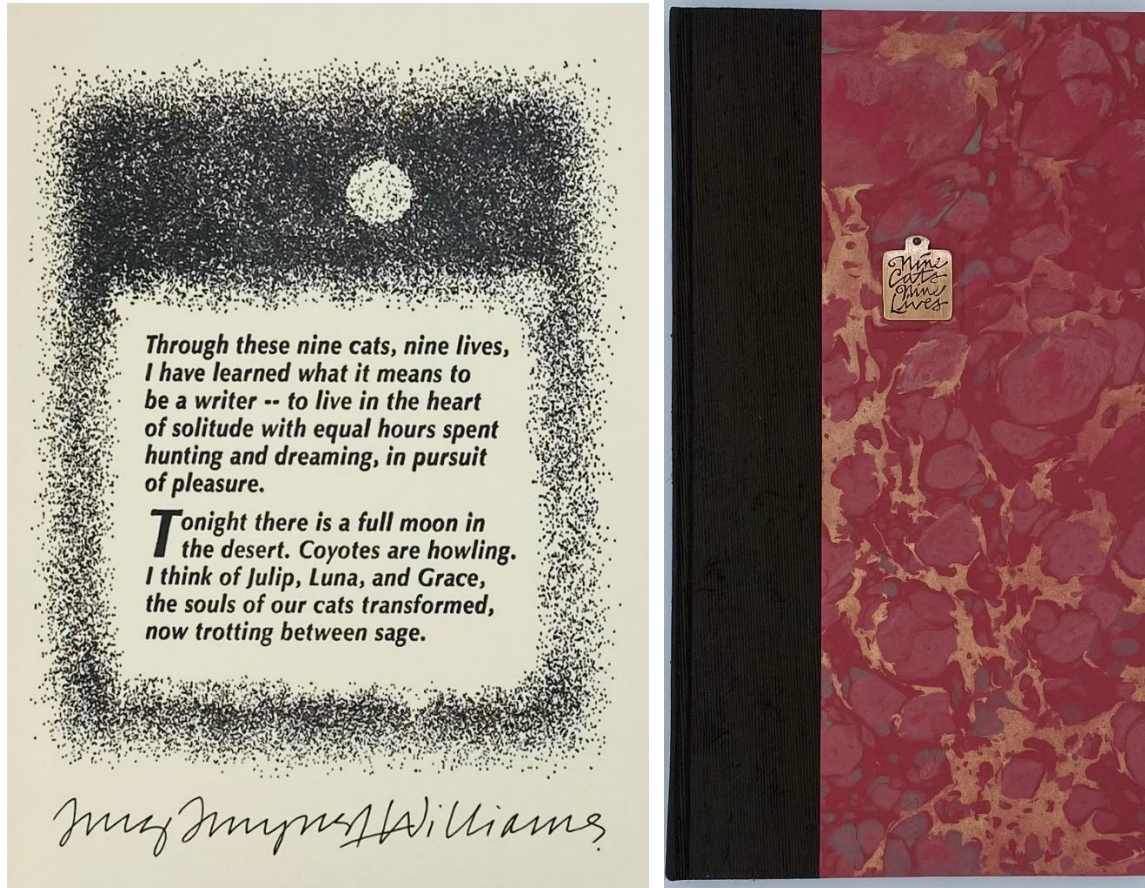 Through these nine cats, nine lives,
I have learned what it means to
be a writer -- to live in the heart
of solitude with equal hours spent
hunting and dreaming, in pursuit
of pleasure.
Tonight there is a full moon in
the desert. Coyotes are howling.
I think of Julip, Luna, and Grace,
the souls of our cats transformed,
now trotting between sage.
Williams
Nine
Cats
Nine
Lives